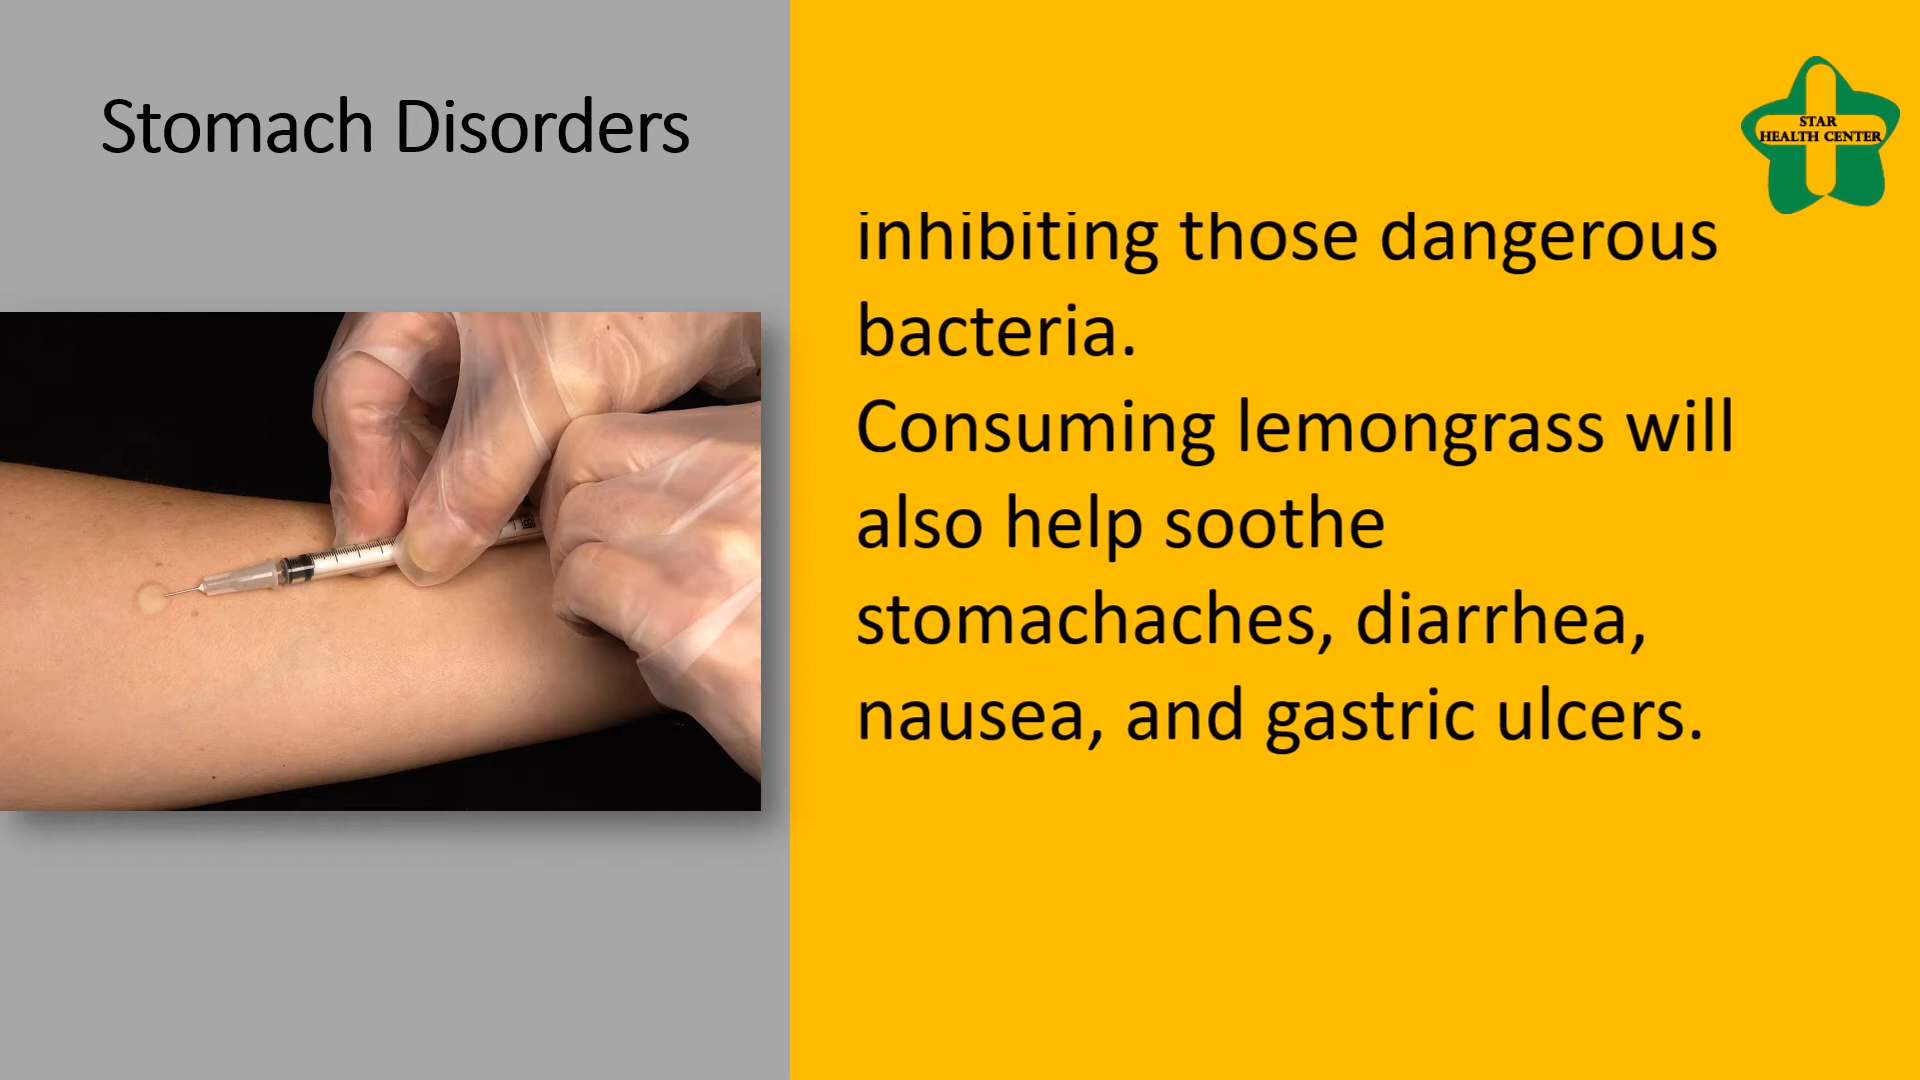 Stomach Disorders
STAR
HEALTH CENTER
inhibiting those dangerous
bacteria.
Consuming lemongrass will
also help soothe
stomachaches, diarrhea,
nausea, and gastric ulcers.